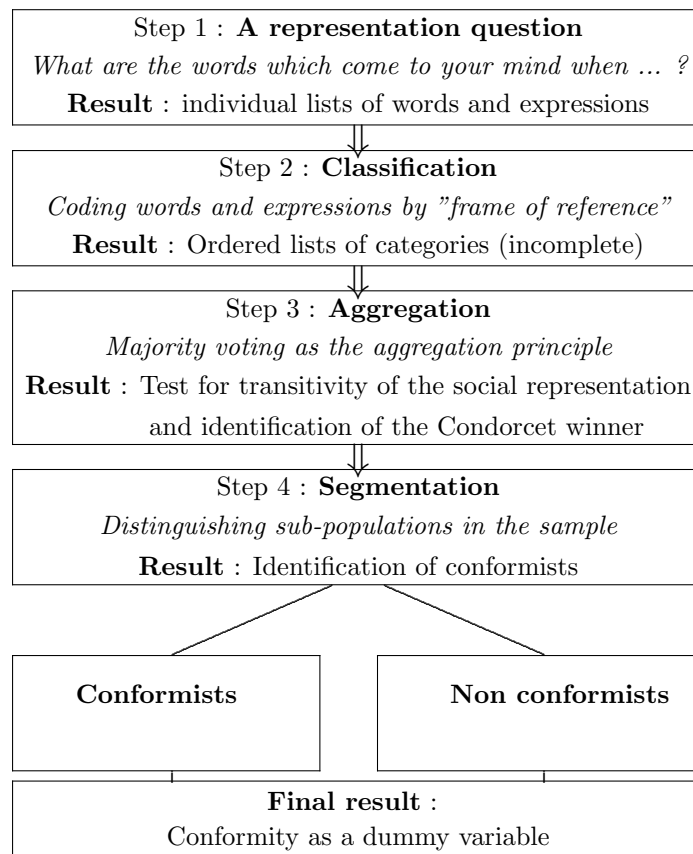 Step 1 : A representation question
What are the words which come to your mind when ... ?
Result : individual lists of words and expressions
Step 2 : Classification
Coding words and expressions by ”frame of reference”
Result : Ordered lists of categories (incomplete)
Step 3 : Aggregation
Majority voting as the aggregation principle
Result : Test for transitivity of the social representation
and identification of the Condorcet winner
Step 4 : Segmentation
Distinguishing sub-populations in the sample
Result : Identification of conformists
Conformists
Non conformists
Final result :
Conformity as a dummy variable